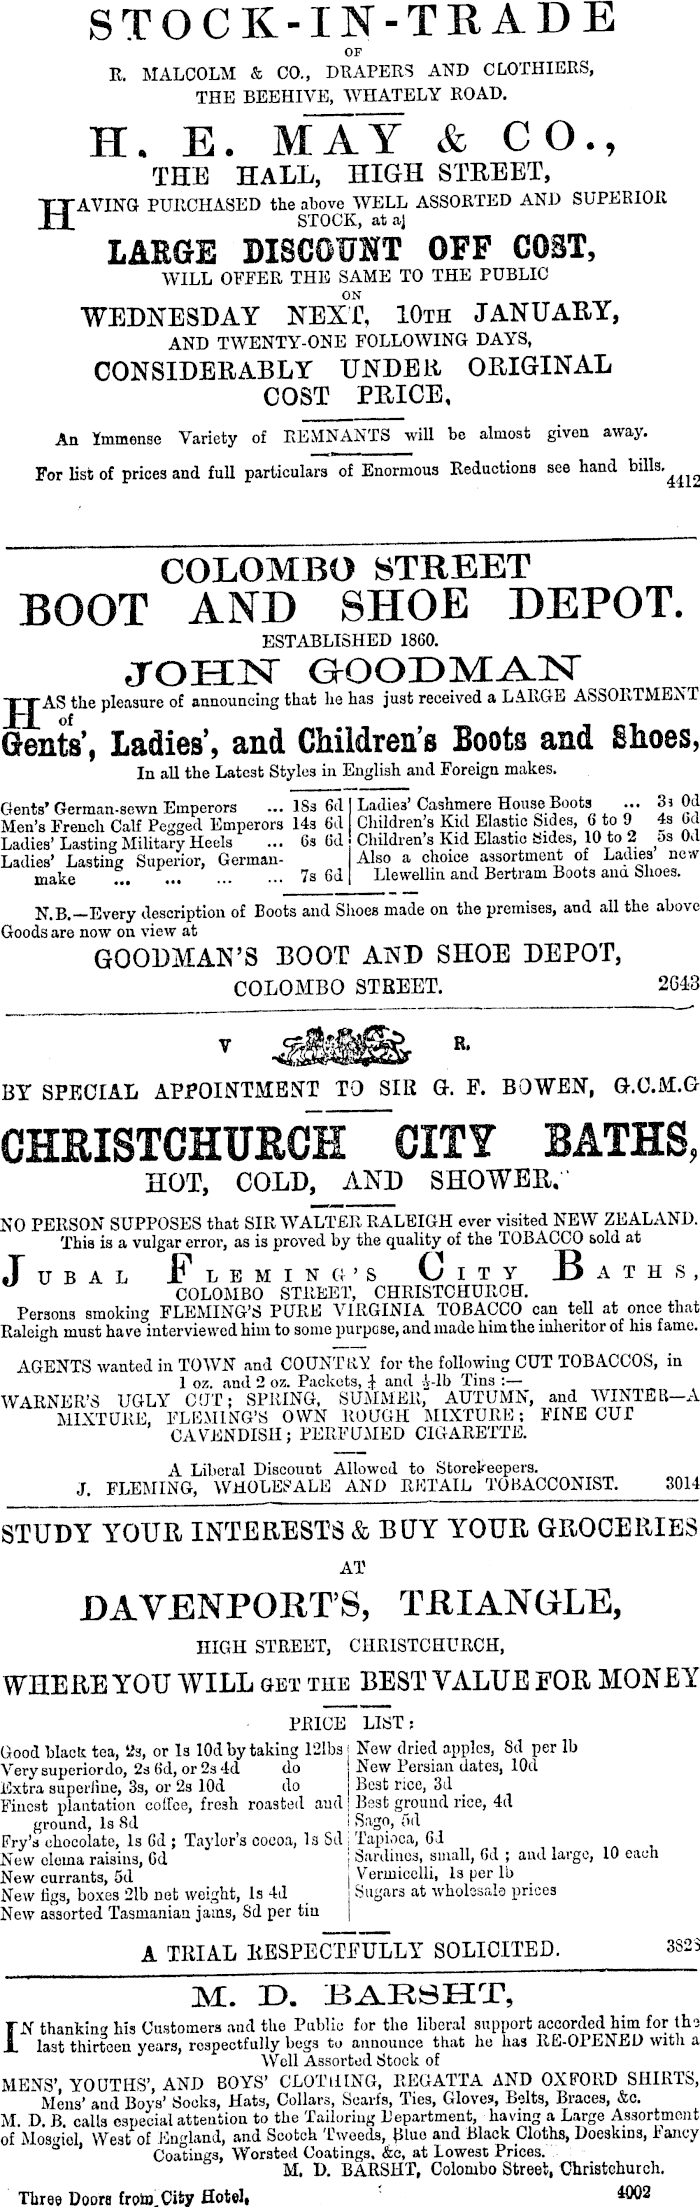 STOCK-IN-TRADE
OF
R. MALCOLM & CO., DRAPERS AND CLOTHIERS,
THE BEEHIVE, WHATELY ROAD.
H. E. MAY & CO.,
THE HALL, HIGH STREET,
HAVING PURCHASED the above WELL ASSORTED AND SUPERIOR
STOCK, at a
LARGE DISCOUNT OFF COST,
WILL OFFER THE SAME TO THE PUBLIC
ON
WEDNESDAY NEXT, 10TH JANUARY,
AND TWENTY-ONE FOLLOWING DAYS,
CONSIDERABLY UNDER ORIGINAL
COST PRICE,
An Immense Variety of REMNANTS will be almost given away.
For list of prices and full particulars of Enormous Reductions see hand bills.
4412
COLOMBO STREET
BOOT AND SHOE DEPOT.
ESTABLISHED 1860.
JOHN GOODMAN
HAS the pleasure of announcing that he has just received a LARGE ASSORTMENT
of
Gents', Ladies', and Children's Boots and Shoes,
In all the Latest Styles in English and Foreign makes.
Gents' German-sewn Emperors ... 18s 6d
Men's French Calf Pegged Emperors 14s 6d
Ladies' Lasting Military Heels ... 6s 6d
Ladies' Lasting Superior, German-
make ... ... ... ... 7s 6d
Ladies' Cashmere House Boots ... 3s 0d
Children's Kid Elastic Sides, 6 to 9 4s 6d
Children's Kid Elastic Sides, 10 to 2 5s 0d
Also a choice assortment of Ladies' new
Llewellin and Bertram Boots and Shoes.
N.B.—Every description of Boots and Shoes made on the premises, and all the above
Goods are now on view at
GOODMAN'S BOOT AND SHOE DEPOT,
COLOMBO STREET. 2643
V R.
BY SPECIAL APPOINTMENT TO SIR G. F. BOWEN, G.C.M.G
CHRISTCHURCH CITY BATHS,
HOT, COLD, AND SHOWER.
NO PERSON SUPPOSES that SIR WALTER RALEIGH ever visited NEW ZEALAND.
This is a vulgar error, as is proved by the quality of the TOBACCO sold at
JUBAL FLEMING'S CITY BATHS,
COLOMBO STREET, CHRISTCHURCH.
Persons smoking FLEMING'S PURE VIRGINIA TOBACCO can tell at once that
Raleigh must have interviewed him to some purpose, and made him the inheritor of his fame.
AGENTS wanted in TOWN and COUNTRY for the following CUT TOBACCOS, in
1 oz. and 2 oz. Packets, ¼ and ½-lb Tins :—
WARNER'S UGLY CUT; SPRING, SUMMER, AUTUMN, and WINTER—A
MIXTURE, FLEMING'S OWN ROUGH MIXTURE; FINE CUT
CAVENDISH; PERFUMED CIGARETTE.
A Liberal Discount Allowed to Storekeepers.
J. FLEMING, WHOLESALE AND RETAIL TOBACCONIST. 3014
STUDY YOUR INTERESTS & BUY YOUR GROCERIES
AT
DAVENPORT'S, TRIANGLE,
HIGH STREET, CHRISTCHURCH,
WHERE YOU WILL GET THE BEST VALUE FOR MONEY
PRICE LIST:
Good black tea, 2s, or 1s 10d by taking 12lbs
Very superior do, 2s 6d, or 2s 4d do
Extra superfine, 3s, or 2s 10d do
Finest plantation coffee, fresh roasted and
ground, 1s 8d
Fry's chocolate, 1s 6d; Taylor's cocoa, 1s 8d
New elema raisins, 6d
New currants, 5d
New figs, boxes 2lb net weight, 1s 4d
New assorted Tasmanian jams, 8d per tin
New dried apples, 8d per lb
New Persian dates, 10d
Best rice, 3d
Best ground rice, 4d
Sago, 5d
Tapioca, 6d
Sardines, small, 6d; and large, 10 each
Vermicelli, 1s per lb
Sugars at wholesale prices
A TRIAL RESPECTFULLY SOLICITED. 3828
M. D. BARSHT,
IN thanking his Customers and the Public for the liberal support accorded him for the
last thirteen years, respectfully begs to announce that he has RE-OPENED with a
Well Assorted Stock of
MENS', YOUTHS', AND BOYS' CLOTHING, REGATTA AND OXFORD SHIRTS,
Mens' and Boys' Socks, Hats, Collars, Scarfs, Ties, Gloves, Belts, Braces, &c.
M. D. B. calls especial attention to the Tailoring Department, having a Large Assortment
of Mosgiel, West of England, and Scotch Tweeds, Blue and Black Cloths, Doeskins, Fancy
Coatings, Worsted Coatings, &c, at Lowest Prices.
M. D. BARSHT, Colombo Street, Christchurch.
Three Doors from City Hotel, 4002